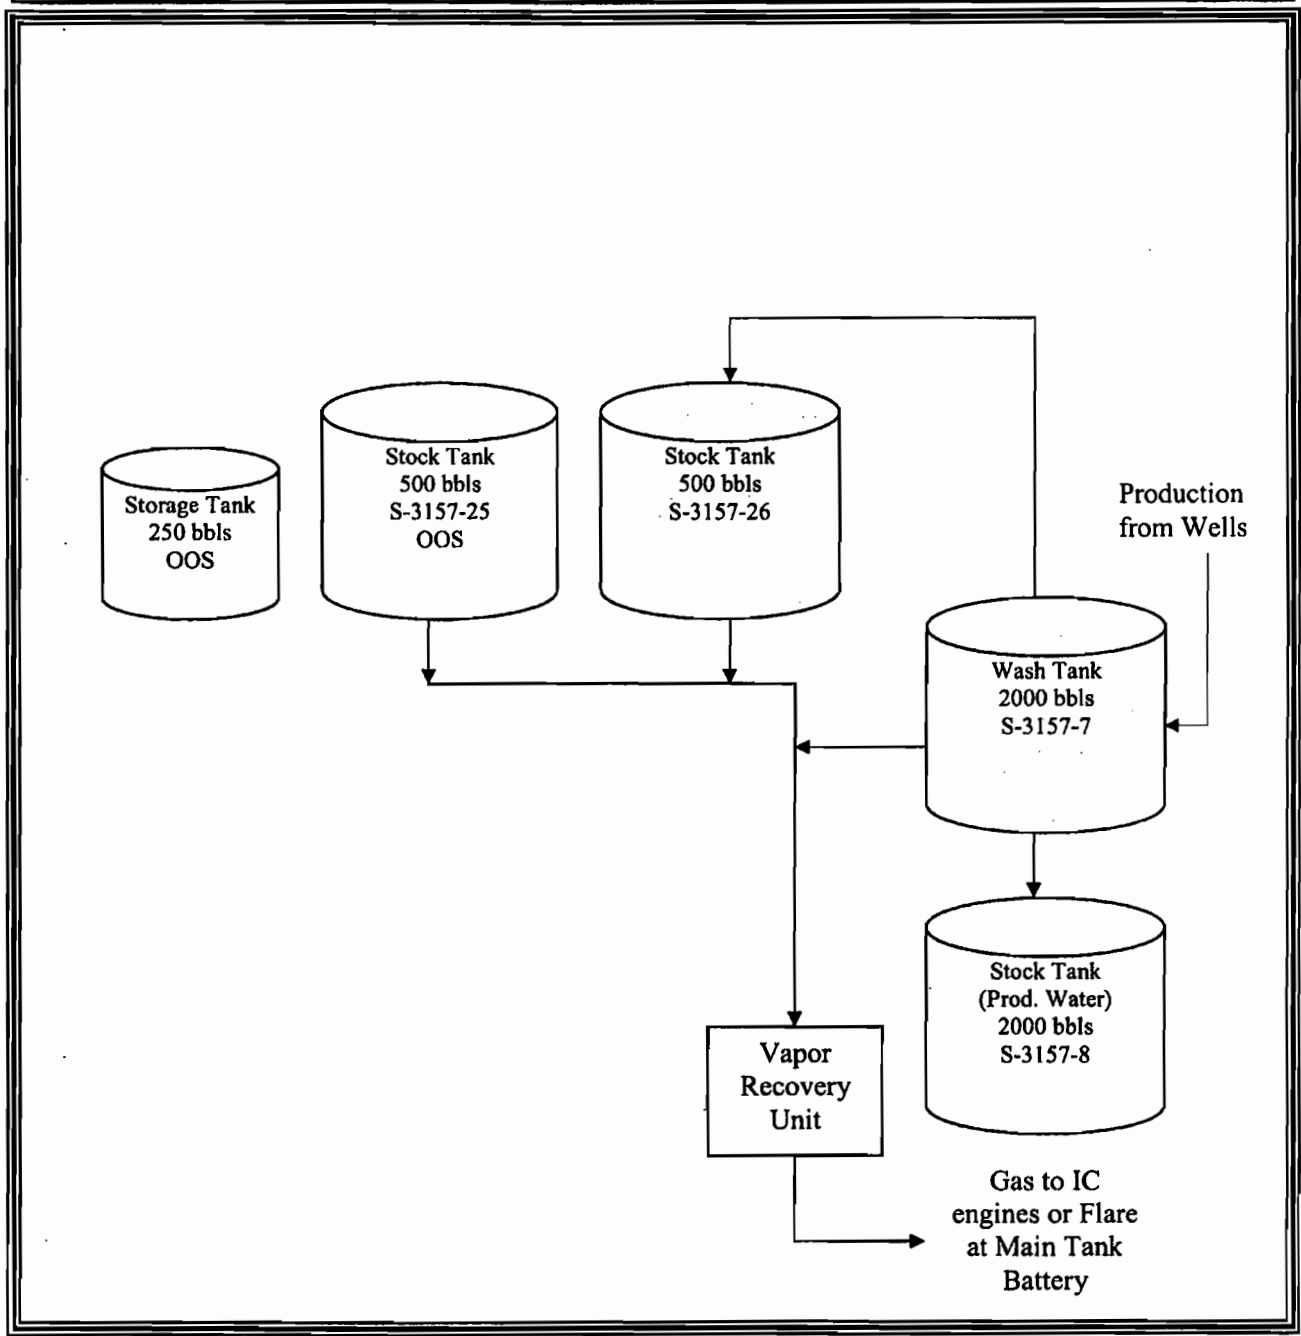 Storage Tank
250 bbls
OOS
Stock Tank
500 bbls
S-3157-25
OOS
Stock Tank
500 bbls
S-3157-26
Production
from Wells
Wash Tank
2000 bbls
S-3157-7
Stock Tank
(Prod. Water)
2000 bbls
S-3157-8
Vapor
Recovery
Unit
Gas to IC
engines or Flare
at Main Tank
Battery